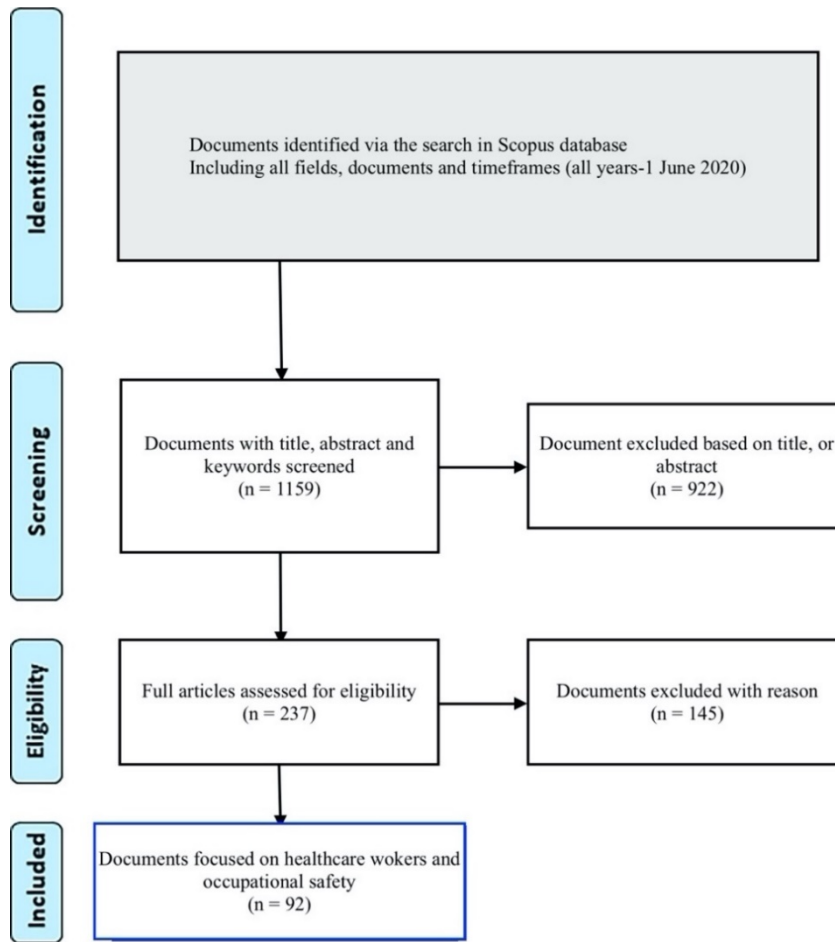 Identification
Documents identified via the search in Scopus database
Including all fields, documents and timeframes (all years-1 June 2020)
Screening
Documents with title, abstract and
keywords screened
(n = 1159)
Document excluded based on title, or
abstract
(n = 922)
Eligibility
Full articles assessed for eligibility
(n = 237)
Documents excluded with reason
(n = 145)
Included
Documents focused on healthcare wokers and
occupational safety
(n = 92)